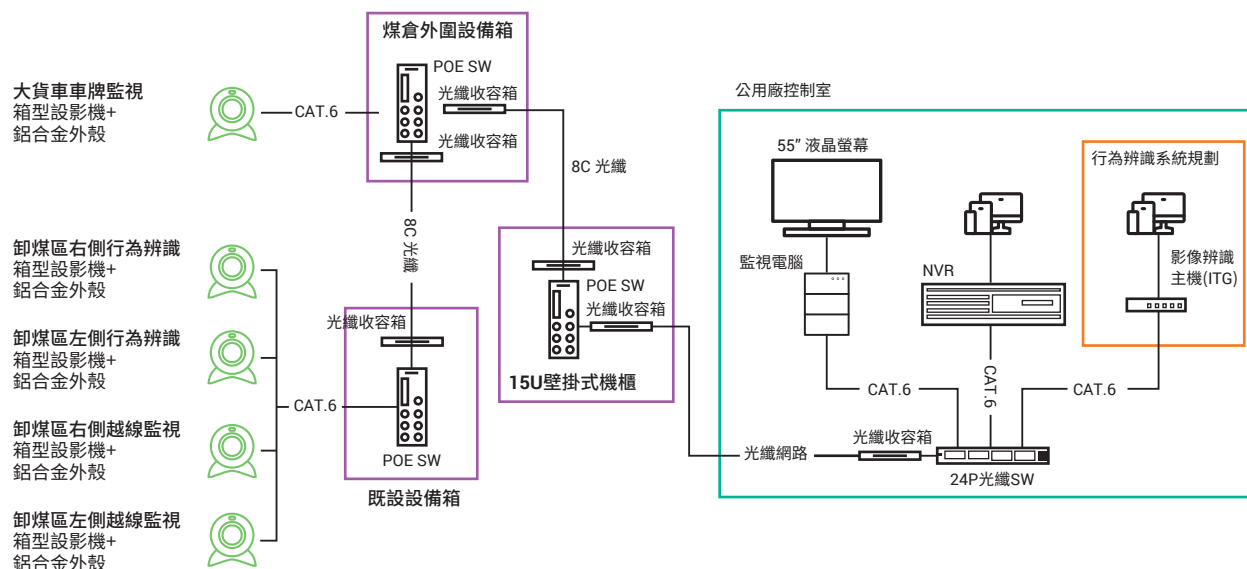 大貨車車牌監視
箱型設影機+
鋁合金外殼
CAT.6
煤倉外圍設備箱
POE SW
光纖收容箱
光纖收容箱
8C 光纖
8C 光纖
卸煤區右側行為辨識
箱型設影機+
鋁合金外殼
卸煤區左側行為辨識
箱型設影機+
鋁合金外殼
卸煤區右側越線監視
箱型設影機+
鋁合金外殼
卸煤區左側越線監視
箱型設影機+
鋁合金外殼
CAT.6
光纖收容箱
POE SW
既設設備箱
光纖收容箱
POE SW
光纖收容箱
15U壁掛式機櫃
公用廠控制室
55” 液晶螢幕
監視電腦
NVR
行為辨識系統規劃
影像辨識
主機(ITG)
CAT.6
CAT.6
CAT.6
光纖網路
光纖收容箱
24P光纖SW